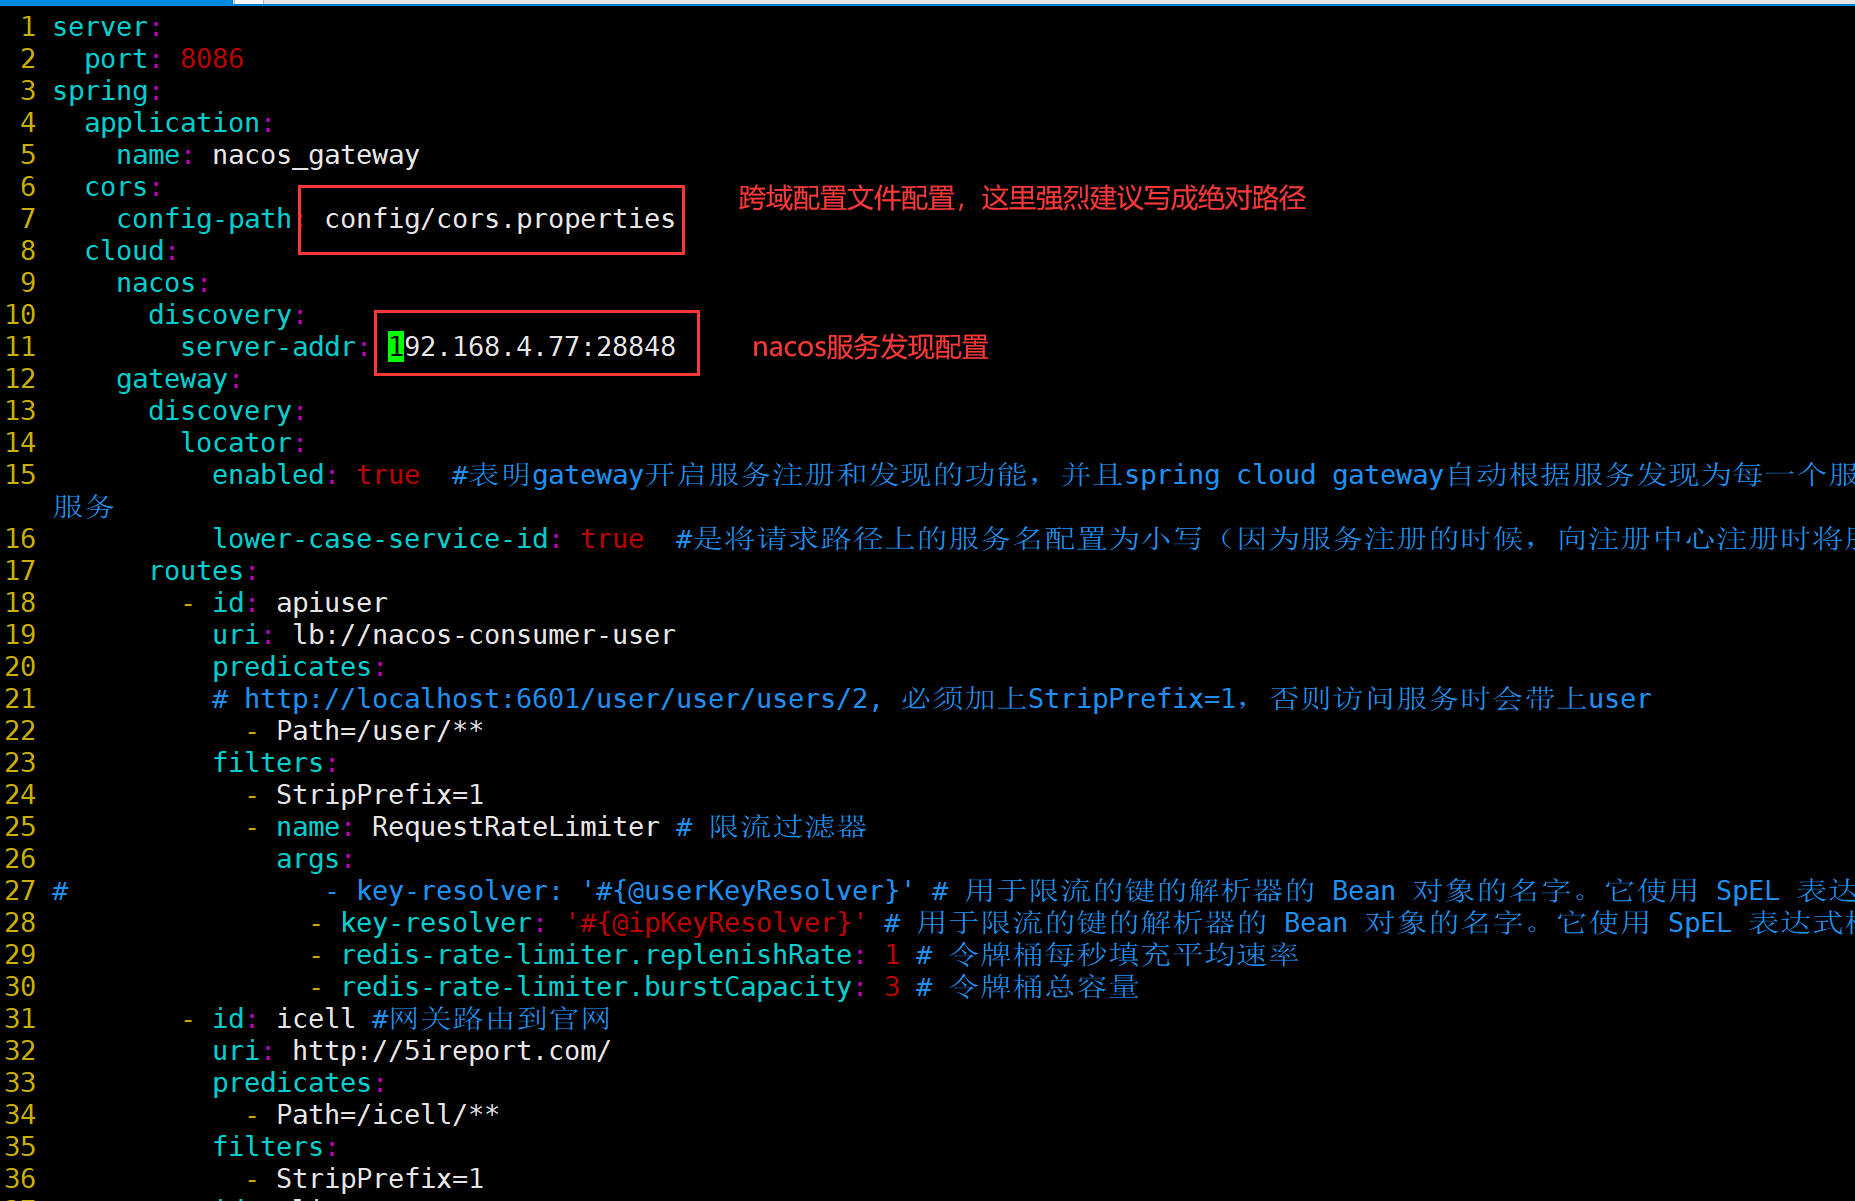 1 server:
2   port: 8086
3 spring:
4   application:
5     name: nacos_gateway
6   cors:
跨域配置文件配置，这里强烈建议写成绝对路径
7     config-path: config/cors.properties
8   cloud:
9     nacos:
10       discovery:
11         server-addr: 192.168.4.77:28848
nacos服务发现配置
12     gateway:
13       discovery:
14         locator:
15           enabled: true  #表明gateway开启服务注册和发现的功能，并且spring cloud gateway自动根据服务发现为每一个服
服务
16           lower-case-service-id: true  #是将请求路径上的服务名配置为小写（因为服务注册的时候，向注册中心注册时将
17       routes:
18         - id: apiuser
19           uri: lb://nacos-consumer-user
20           predicates:
21           # http://localhost:6601/user/user/users/2, 必须加上StripPrefix=1，否则访问服务时会带上user
22             - Path=/user/**
23           filters:
24             - StripPrefix=1
25             - name: RequestRateLimiter # 限流过滤器
26               args:
27 #                - key-resolver: '#{@userKeyResolver}' # 用于限流的键的解析器的 Bean 对象的名字。它使用 SpEL 表达
28                 - key-resolver: '#{@ipKeyResolver}' # 用于限流的键的解析器的 Bean 对象的名字。它使用 SpEL 表达式
29                 - redis-rate-limiter.replenishRate: 1 # 令牌桶每秒填充平均速率
30                 - redis-rate-limiter.burstCapacity: 3 # 令牌桶总容量
31         - id: icell #网关路由到官网
32           uri: http://5ireport.com/
33           predicates:
34             - Path=/icell/**
35           filters:
36             - StripPrefix=1